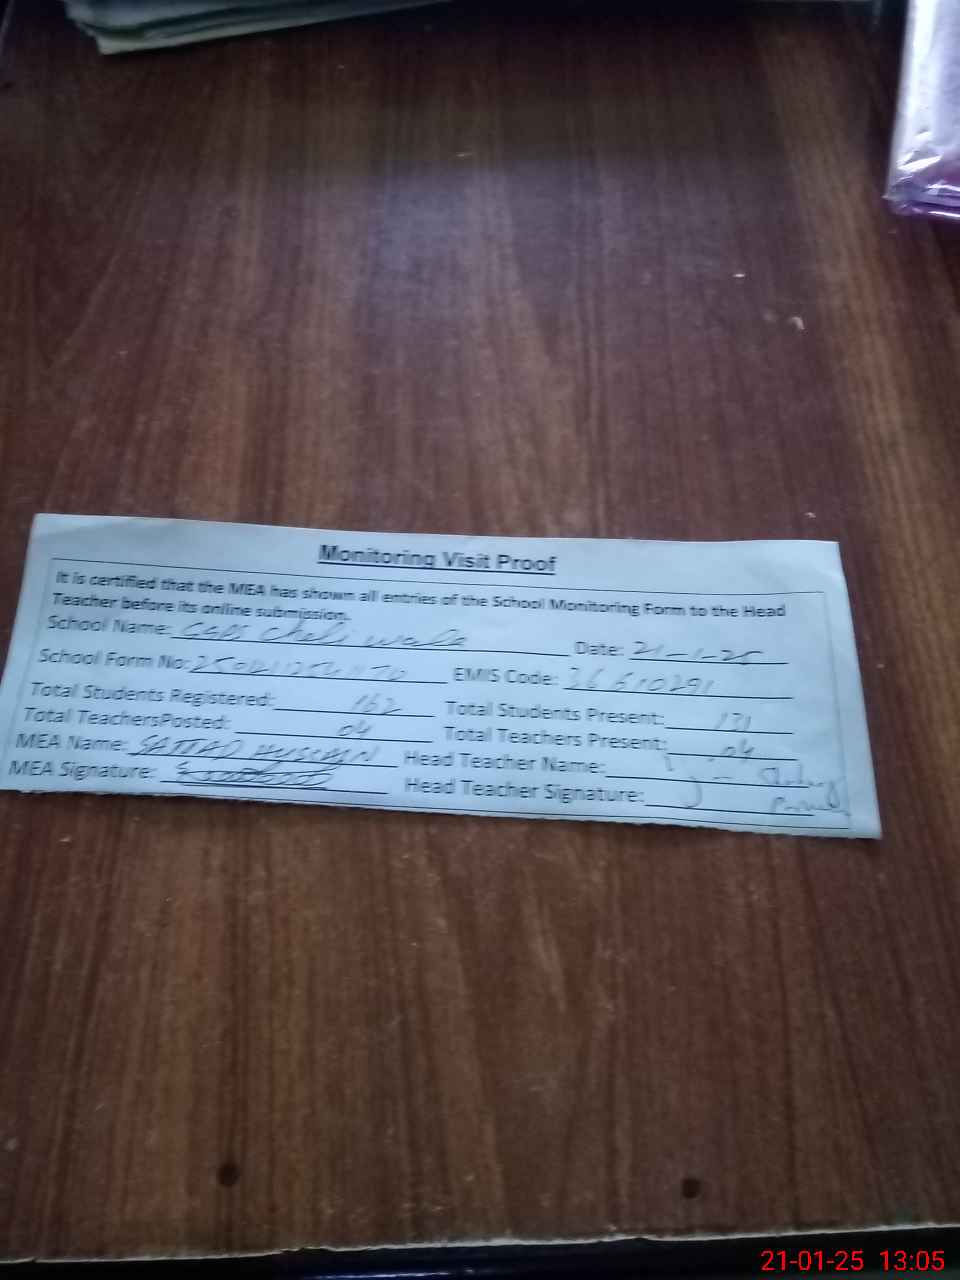 Monitoring Visit Proof
It is certified that the MEA has shown all entries of the School Monitoring Form to the Head
Teacher before its online submission.
School Name: Cheli wala Date: 21-1-25
School Form No: EMIS Code: 36610291
Total Students Registered: 162 Total Students Present: 131
Total TeachersPosted: 04 Total Teachers Present: 04
MEA Name: HUSSAIN Head Teacher Name:
MEA Signature: Head Teacher Signature:
21-01-25 13:05